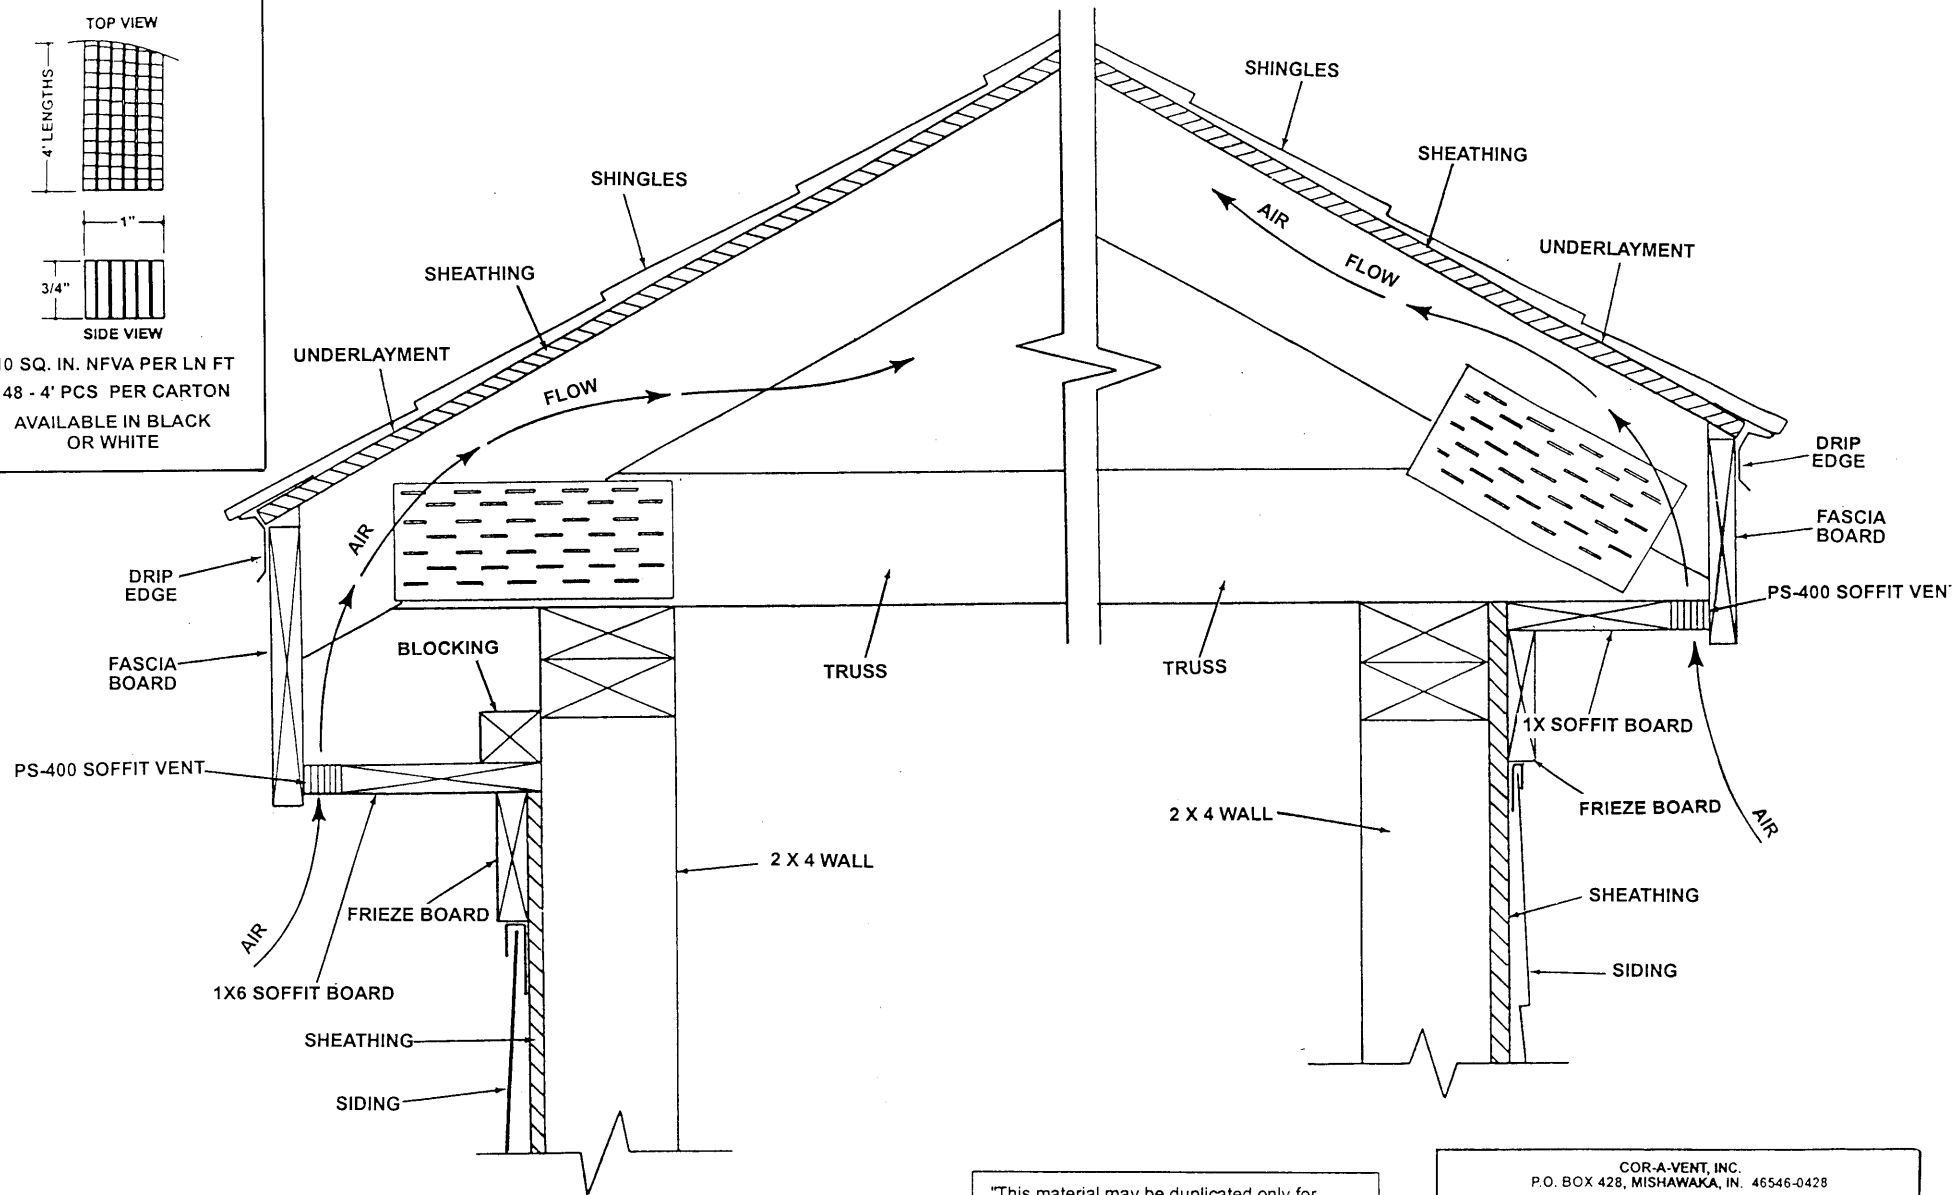 TOP VIEW
4' LENGTHS
1"
3/4"
SIDE VIEW
0 SQ. IN. NFVA PER LN FT
48 - 4' PCS PER CARTON
AVAILABLE IN BLACK
OR WHITE
SHINGLES
SHEATHING
UNDERLAYMENT
FLOW
AIR
DRIP
EDGE
FASCIA
BOARD
BLOCKING
PS-400 SOFFIT VENT
FRIEZE BOARD
AIR
1X6 SOFFIT BOARD
SHEATHING
SIDING
2 X 4 WALL
TRUSS
SHINGLES
SHEATHING
UNDERLAYMENT
AIR
FLOW
DRIP
EDGE
FASCIA
BOARD
PS-400 SOFFIT VEN
TRUSS
1X SOFFIT BOARD
FRIEZE BOARD
AIR
2 X 4 WALL
SHEATHING
SIDING
"This material may be duplicated only for
COR-A-VENT, INC.
P.O. BOX 428, MISHAWAKA, IN. 46546-0428